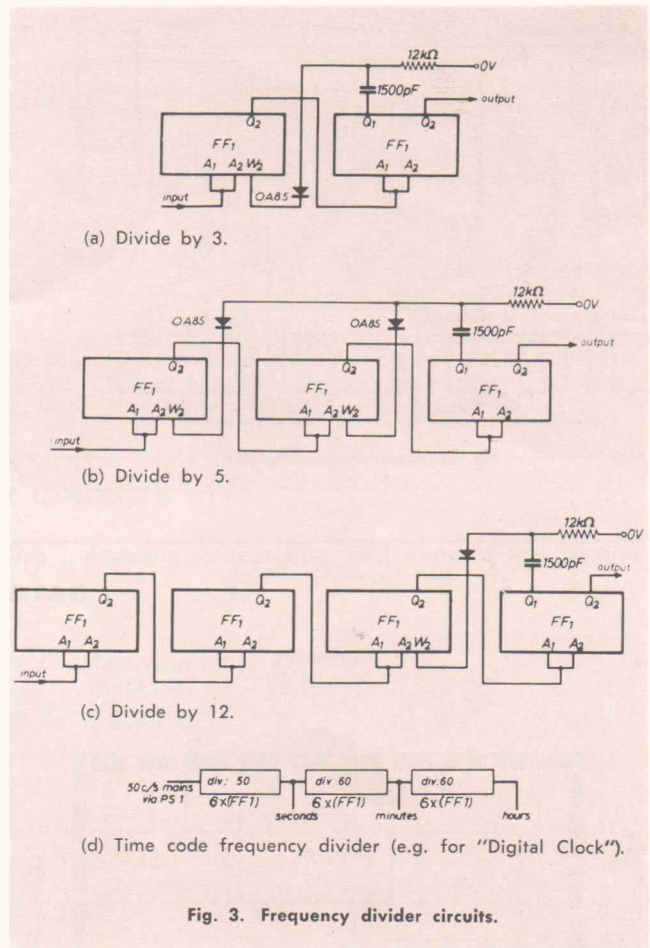 12kΩ
0V
1500pF
output
Q2 Q1 Q2
FF1 FF1
A1 A2 W2 A1 A2
input OA85
(a) Divide by 3.
12kΩ
0V
OA85 OA85 1500pF
output
Q2 Q2 Q1 Q2
FF1 FF1 FF1
A1 A2 W2 A1 A2 W2 A1 A2
input
(b) Divide by 5.
12kΩ
0V
1500pF
output
Q2 Q2 Q2 Q1 Q2
FF1 FF1 FF1 FF1
A1 A2 A1 A2 A1 A2 W2 A1 A2
input
(c) Divide by 12.
50c/s mains div.: 50 div. 60 div:60
via PS 1 6x(FF1) 6x(FF1) 6x(FF1)
seconds minutes hours
(d) Time code frequency divider (e.g. for "Digital Clock").
Fig. 3. Frequency divider circuits.